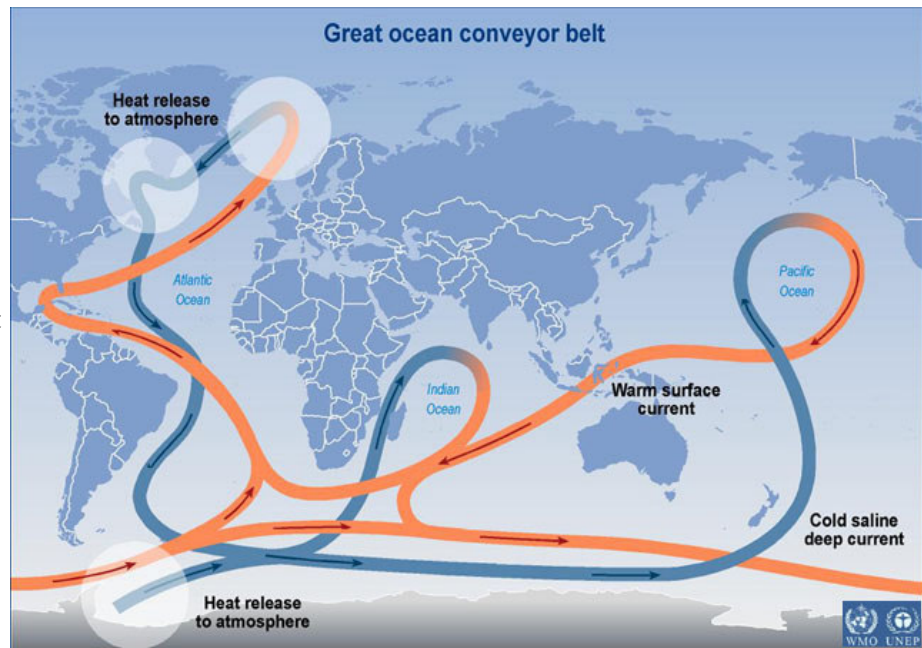 Great ocean conveyor belt
Heat release
to atmosphere
Atlantic
Ocean
Pacific
Ocean
Indian
Ocean
Warm surface
current
Cold saline
deep current
Heat release
to atmosphere
WMO UNEP